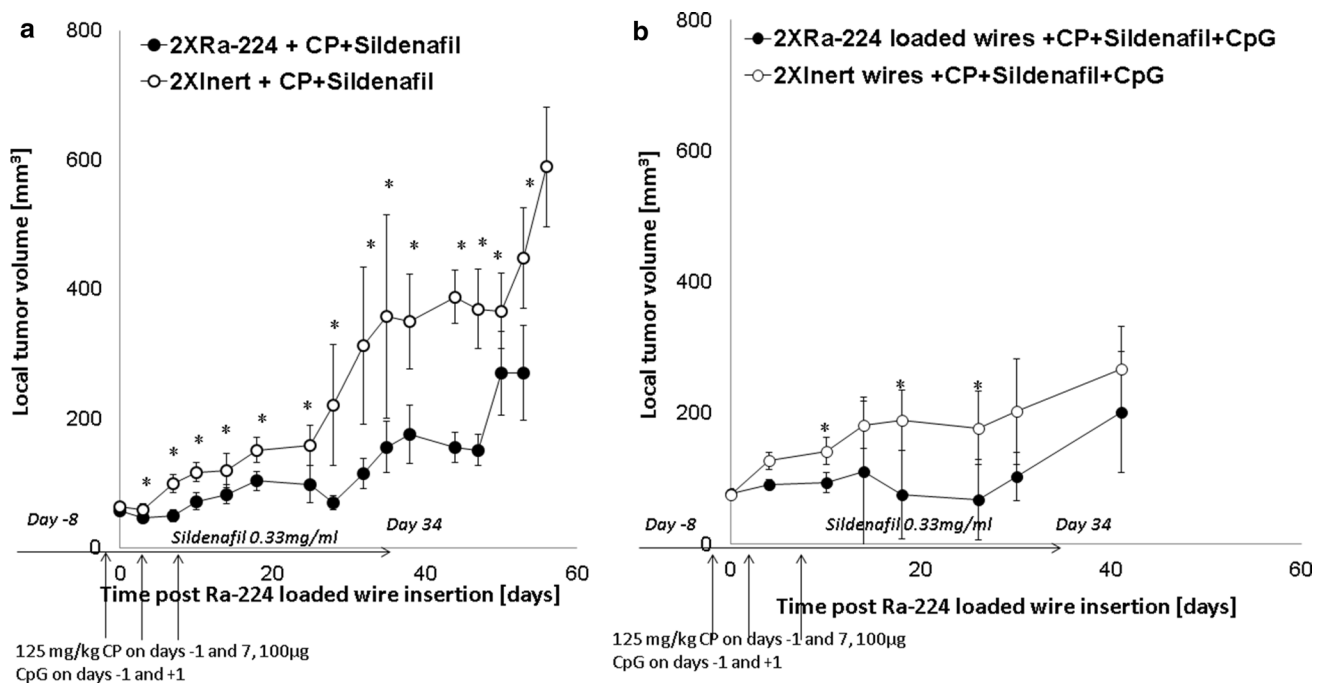 a
2XRa-224 + CP+Sildenafil
2XInert + CP+Sildenafil
Local tumor volume [mm³]
800
600
400
200
0
* * * * * * * * * * * * * * *
Day -8
Sildenafil 0.33mg/ml
Day 34
0 20 40 60
Time post Ra-224 loaded wire insertion [days]
125 mg/kg CP on days -1 and 7, 100μg
CpG on days -1 and +1
b
2XRa-224 loaded wires +CP+Sildenafil+CpG
2XInert wires +CP+Sildenafil+CpG
Local tumor volume [mm³]
800
600
400
200
0
* * *
Day -8
Sildenafil 0.33mg/ml
Day 34
0 20 40 60
Time post Ra-224 loaded wire insertion [days]
125 mg/kg CP on days -1 and 7, 100μg
CpG on days -1 and +1